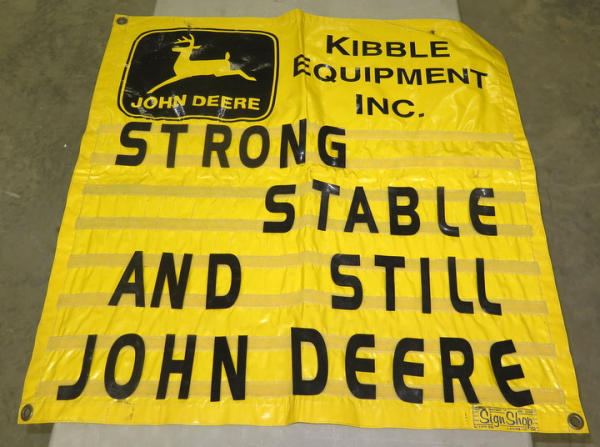 JOHN DEERE
KIBBLE
EQUIPMENT
INC.
STRONG
STABLE
AND STILL
JOHN DEERE
Sign Shop